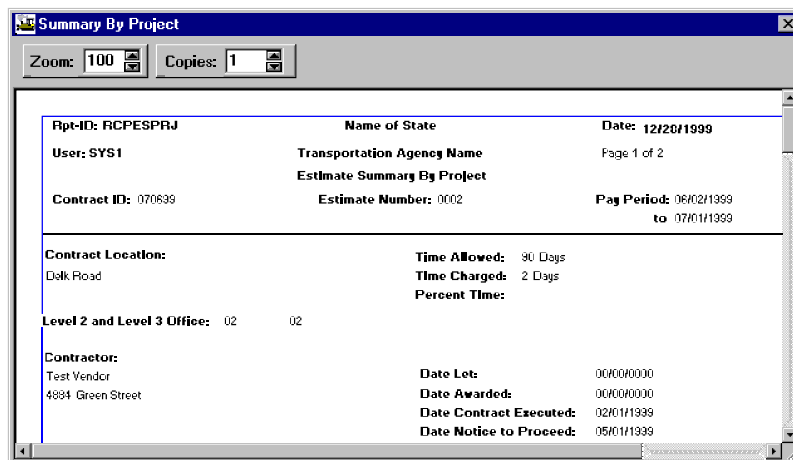 Summary By Project
Zoom: 100 Copies: 1
Rpt-ID: RCPESPRJ Name of State Date: 12/20/1999
User: SYS1 Transportation Agency Name Page 1 of 2
Estimate Summary By Project
Contract ID: 070699 Estimate Number: 0002 Pay Period: 06/02/1999
to 07/01/1999
Contract Location: Time Allowed: 90 Days
Delk Road Time Charged: 2 Days
Percent Time:
Level 2 and Level 3 Office: 02 02
Contractor:
Test Vendor Date Let: 00/00/0000
4884 Green Street Date Awarded: 00/00/0000
Date Contract Executed: 02/01/1999
Date Notice to Proceed: 05/01/1999